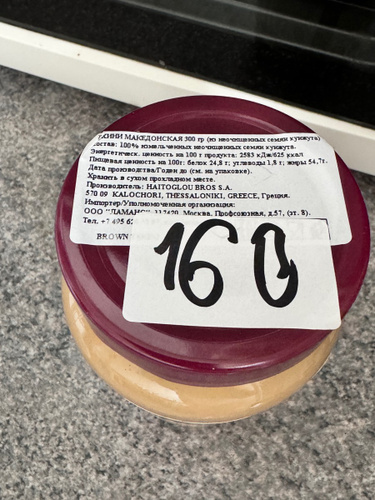 ТХИНИ МАКЕДОНСКАЯ 300 гр (из неочищенных семян кунжута)
Состав: 100% измельченных неочищенных семян кунжута.
Энергетическ. ценность на 100 г продукта: 2583 кДж/625 ккал
Пищевая ценность на 100г: белок 24,8 г; углеводы 1,8 г; жиры 54,7г.
Дата производства/Годен до (см. на упаковке).
Хранить в сухом прохладном месте.
Производитель: HAITOGLOU BROS S.A.
570 09 KALOCHORI, THESSALONIKI, GREECE, Греция.
Импортер/Уполномоченная организация:
ООО Москва, Профсоюзная, д.57, (эт. 8).
Тел. +7 495
BROWN
160